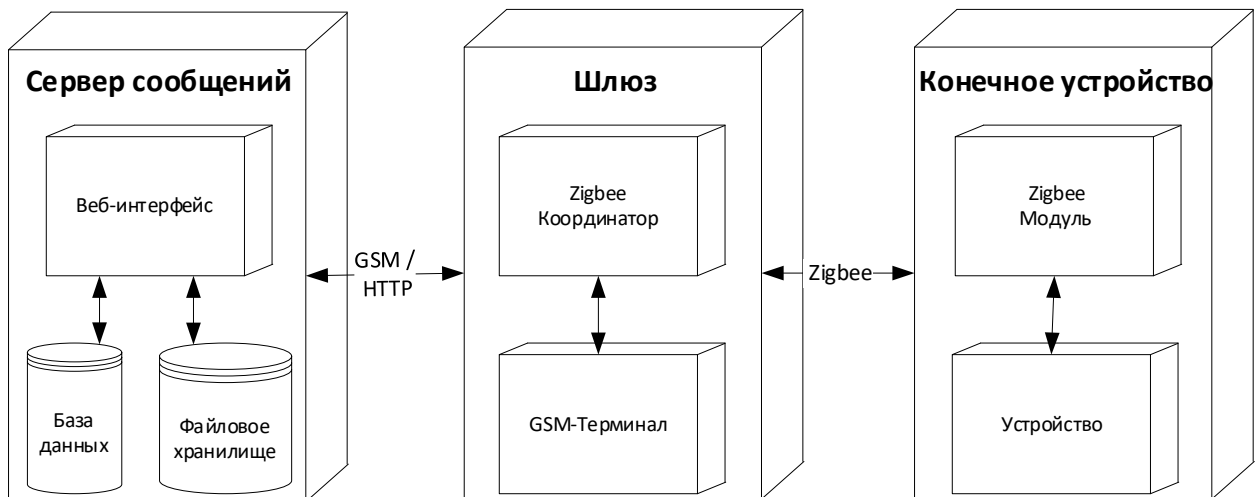 Сервер сообщений
Веб-интерфейс
База
данных
Файловое
хранилище
GSM /
HTTP
Шлюз
Zigbee
Координатор
GSM-Терминал
Zigbee
Конечное устройство
Zigbee
Модуль
Устройство